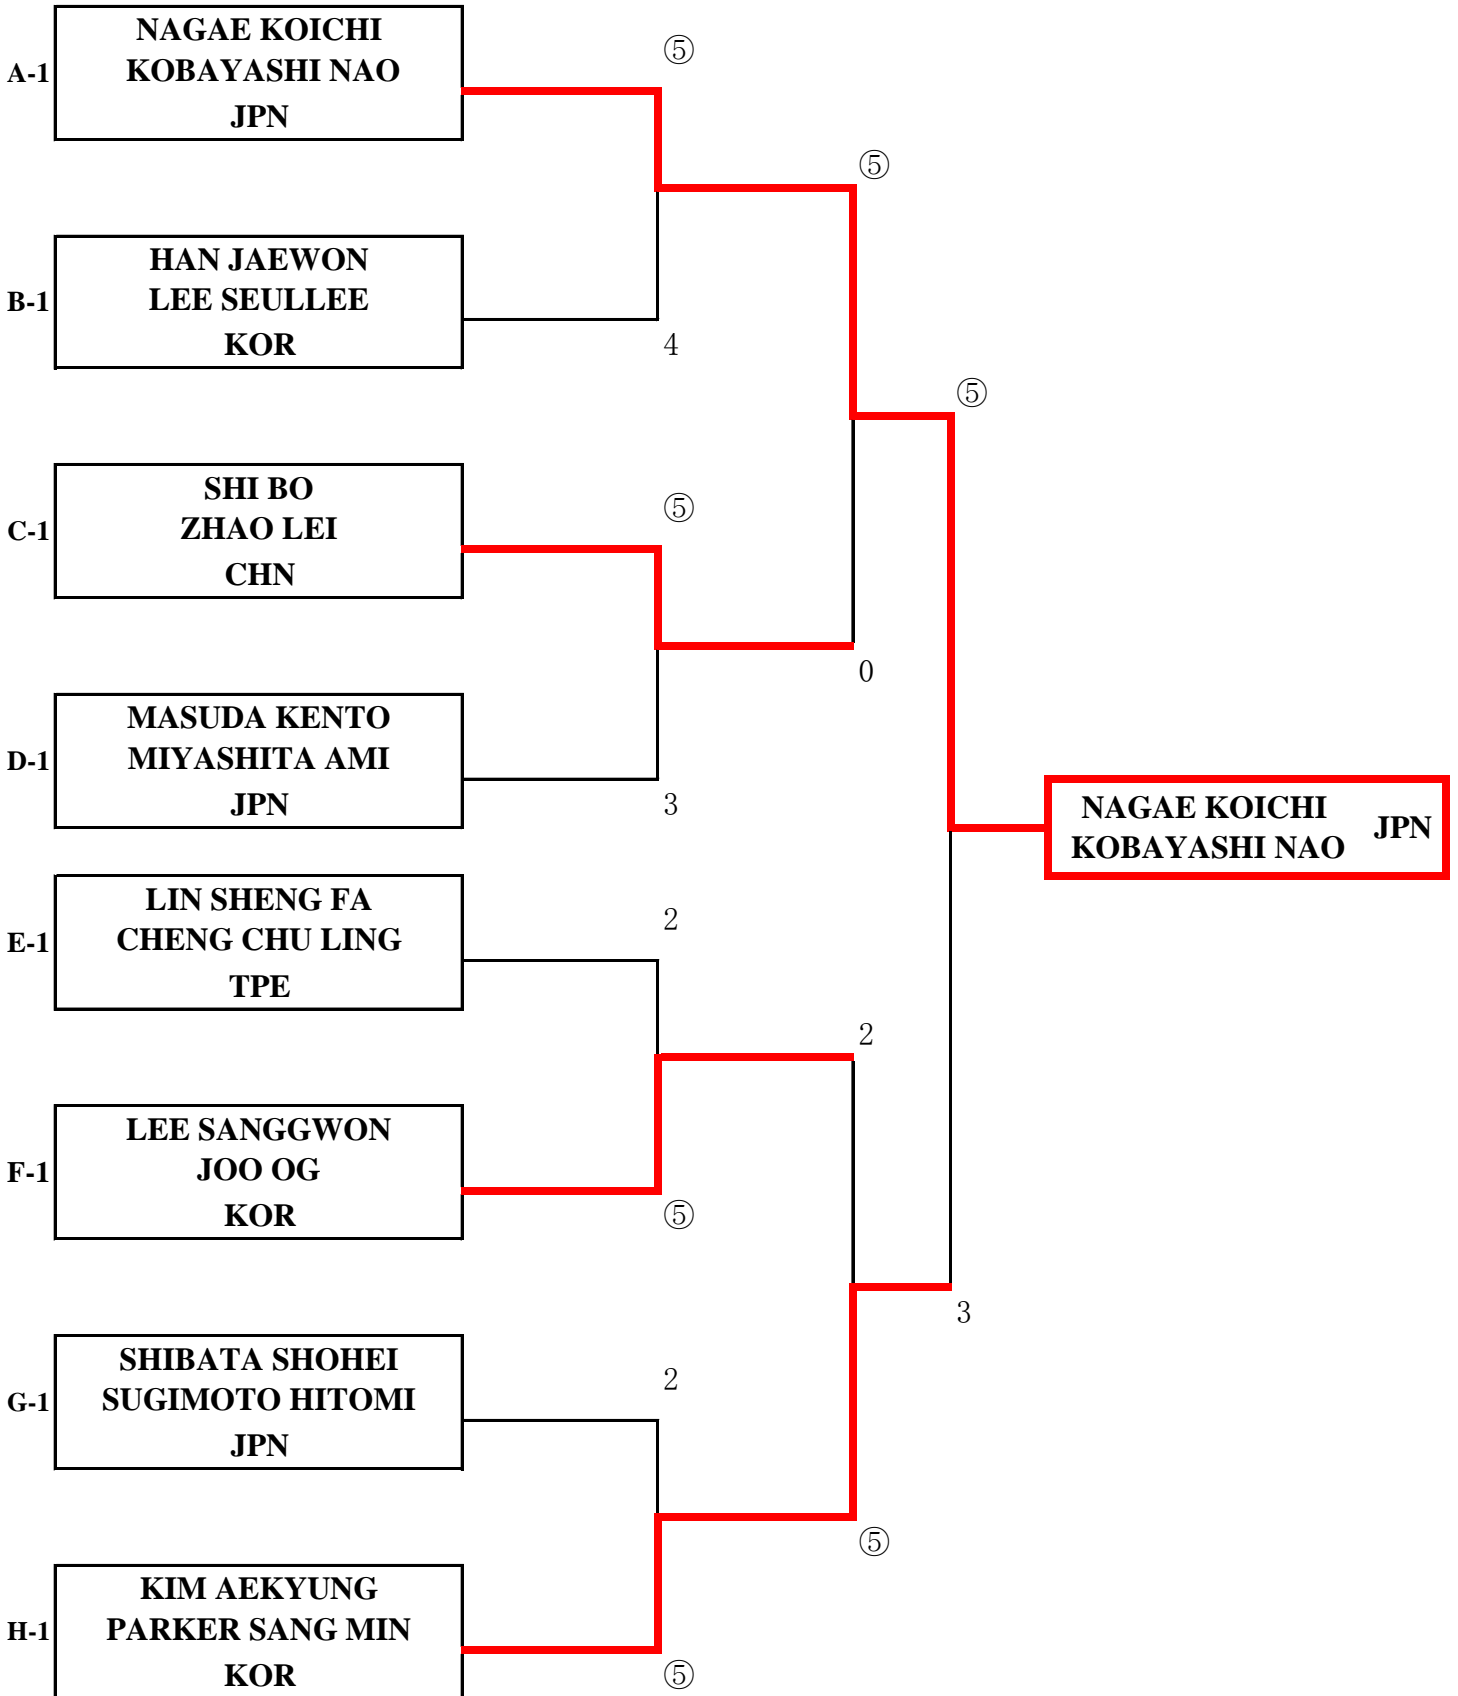 NAGAE KOICHI
A-1 KOBAYASHI NAO
JPN
⑤
⑤
HAN JAEWON
B-1 LEE SEULLEE
KOR
4
⑤
SHI BO
C-1 ZHAO LEI
CHN
⑤
0
MASUDA KENTO
D-1 MIYASHITA AMI
JPN
3
NAGAE KOICHI
KOBAYASHI NAO JPN
LIN SHENG FA
E-1 CHENG CHU LING
TPE
2
2
LEE SANGGWON
F-1 JOO OG
KOR
⑤
3
SHIBATA SHOHEI
G-1 SUGIMOTO HITOMI
JPN
2
⑤
KIM AEKYUNG
H-1 PARKER SANG MIN
KOR
⑤